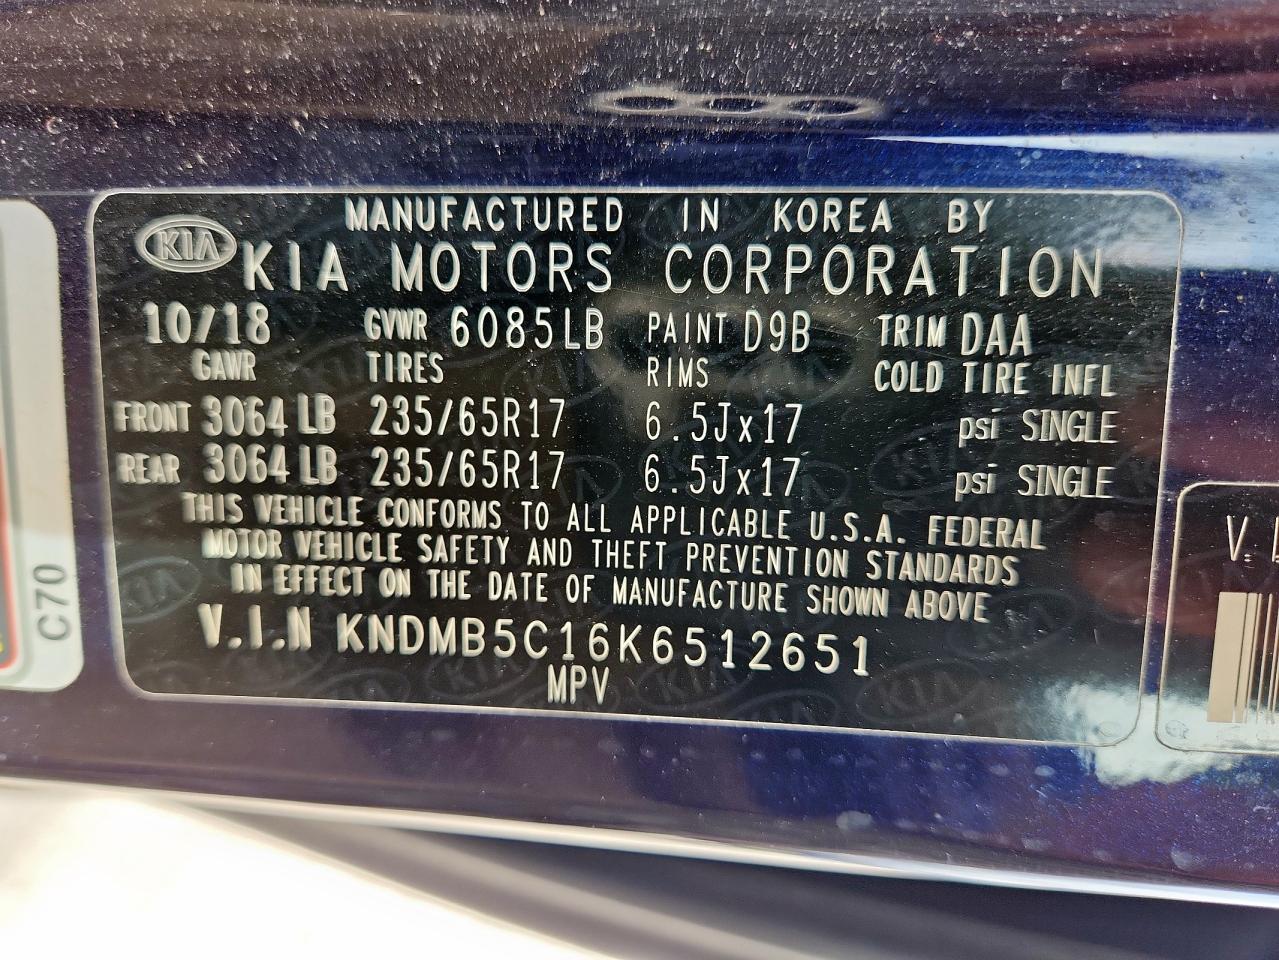 MANUFACTURED IN KOREA BY
KIA KIA MOTORS CORPORATION
10/18 GVWR 6085LB PAINT D9B TRIM DAA
GAWR TIRES RIMS COLD TIRE INFL
FRONT 3064 LB 235/65R17 6.5Jx17 psi SINGLE
REAR 3064 LB 235/65R17 6.5Jx17 psi SINGLE
THIS VEHICLE CONFORMS TO ALL APPLICABLE U.S.A. FEDERAL
MOTOR VEHICLE SAFETY AND THEFT PREVENTION STANDARDS
IN EFFECT ON THE DATE OF MANUFACTURE SHOWN ABOVE
V.I.N KNDMB5C16K6512651
MPV
C70